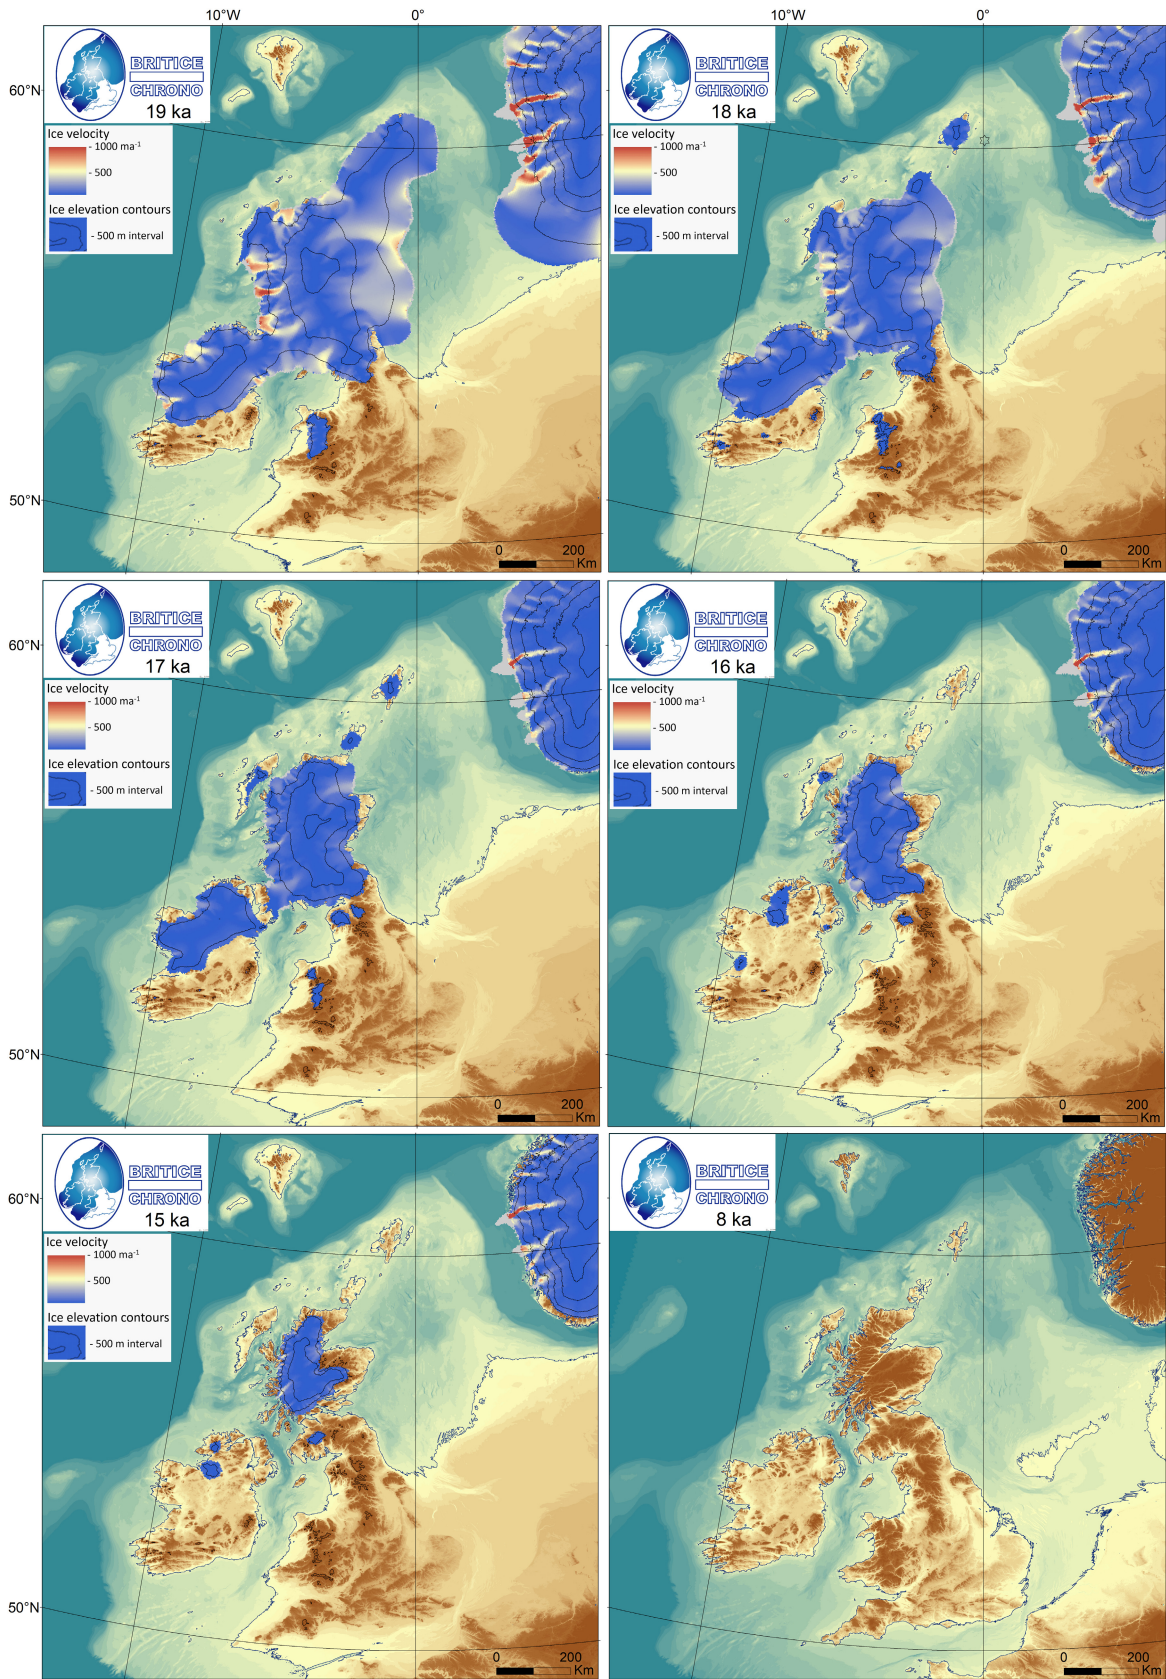 10°W 0° 10°W 0°
60°N
BRITICE
CHRONO
19 ka
Ice velocity
- 1000 ma-1
- 500
Ice elevation contours
- 500 m interval
50°N
0 200
Km
BRITICE
CHRONO
18 ka
Ice velocity
- 1000 ma-1
- 500
Ice elevation contours
- 500 m interval
0 200
Km
60°N
BRITICE
CHRONO
17 ka
Ice velocity
- 1000 ma-1
- 500
Ice elevation contours
- 500 m interval
50°N
0 200
Km
BRITICE
CHRONO
16 ka
Ice velocity
- 1000 ma-1
- 500
Ice elevation contours
- 500 m interval
0 200
Km
60°N
BRITICE
CHRONO
15 ka
Ice velocity
- 1000 ma-1
- 500
Ice elevation contours
- 500 m interval
50°N
0 200
Km
BRITICE
CHRONO
8 ka
0 200
Km